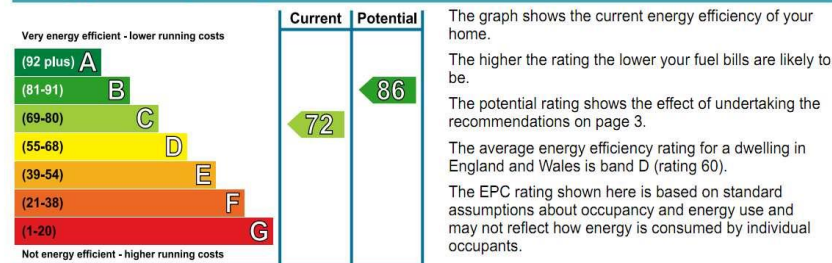 Current Potential
Very energy efficient - lower running costs
(92 plus) A
(81-91) B
86
(69-80) C
72
(55-68) D
(39-54) E
(21-38) F
(1-20) G
Not energy efficient - higher running costs
The graph shows the current energy efficiency of your
home.
The higher the rating the lower your fuel bills are likely to
be.
The potential rating shows the effect of undertaking the
recommendations on page 3.
The average energy efficiency rating for a dwelling in
England and Wales is band D (rating 60).
The EPC rating shown here is based on standard
assumptions about occupancy and energy use and
may not reflect how energy is consumed by individual
occupants.